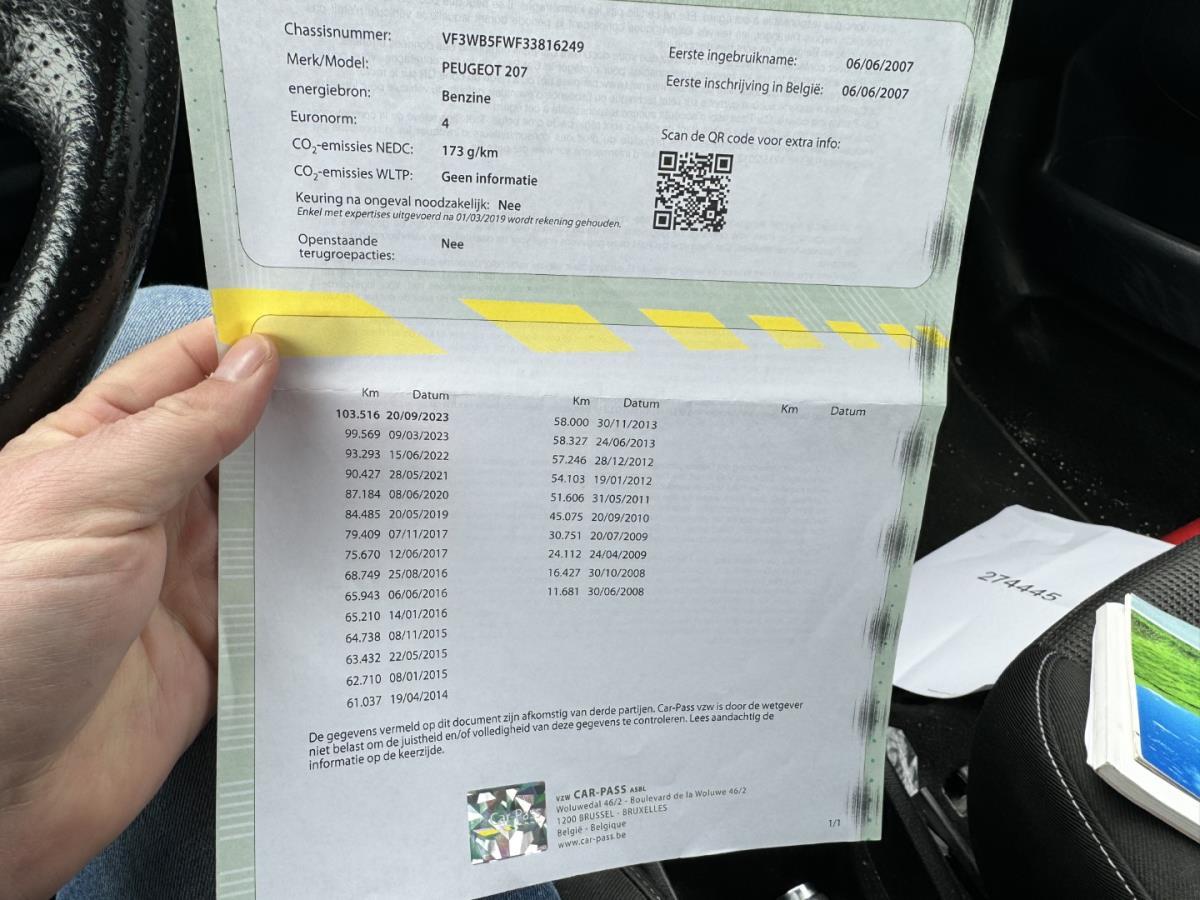 Chassisnummer: VF3WB5FWF33816249
Merk/Model: PEUGEOT 207
energiebron: Benzine
Euronorm: 4
CO2-emissies NEDC: 173 g/km
CO2-emissies WLTP: Geen informatie
Keuring na ongeval noodzakelijk: Nee
Enkel met expertises uitgevoerd na 01/03/2019 wordt rekening gehouden.
Openstaande
terugroepacties: Nee
Eerste ingebruikname: 06/06/2007
Eerste inschrijving in België: 06/06/2007
Scan de QR code voor extra info:
Km Datum
103.516 20/09/2023
99.569 09/03/2023
93.293 15/06/2022
90.427 28/05/2021
87.184 08/06/2020
84.485 20/05/2019
79.409 07/11/2017
75.670 12/06/2017
68.749 25/08/2016
65.943 06/06/2016
65.210 14/01/2016
64.738 08/11/2015
63.432 22/05/2015
62.710 08/01/2015
61.037 19/04/2014
Km Datum
58.000 30/11/2013
58.327 24/06/2013
57.246 28/12/2012
54.103 19/01/2012
51.606 31/05/2011
45.075 20/09/2010
30.751 20/07/2009
24.112 24/04/2009
16.427 30/10/2008
11.681 30/06/2008
Km Datum
De gegevens vermeld op dit document zijn afkomstig van derde partijen. Car-Pass vzw is door de wetgever
niet belast om de juistheid en/of volledigheid van deze gegevens te controleren. Lees aandachtig de
informatie op de keerzijde.
Car-Pass
vzw CAR-PASS ASBL
Woluwedal 46/2 - Boulevard de la Woluwe 46/2
1200 BRUSSEL - BRUXELLES
België - Belgique
www.car-pass.be
1/1
274445